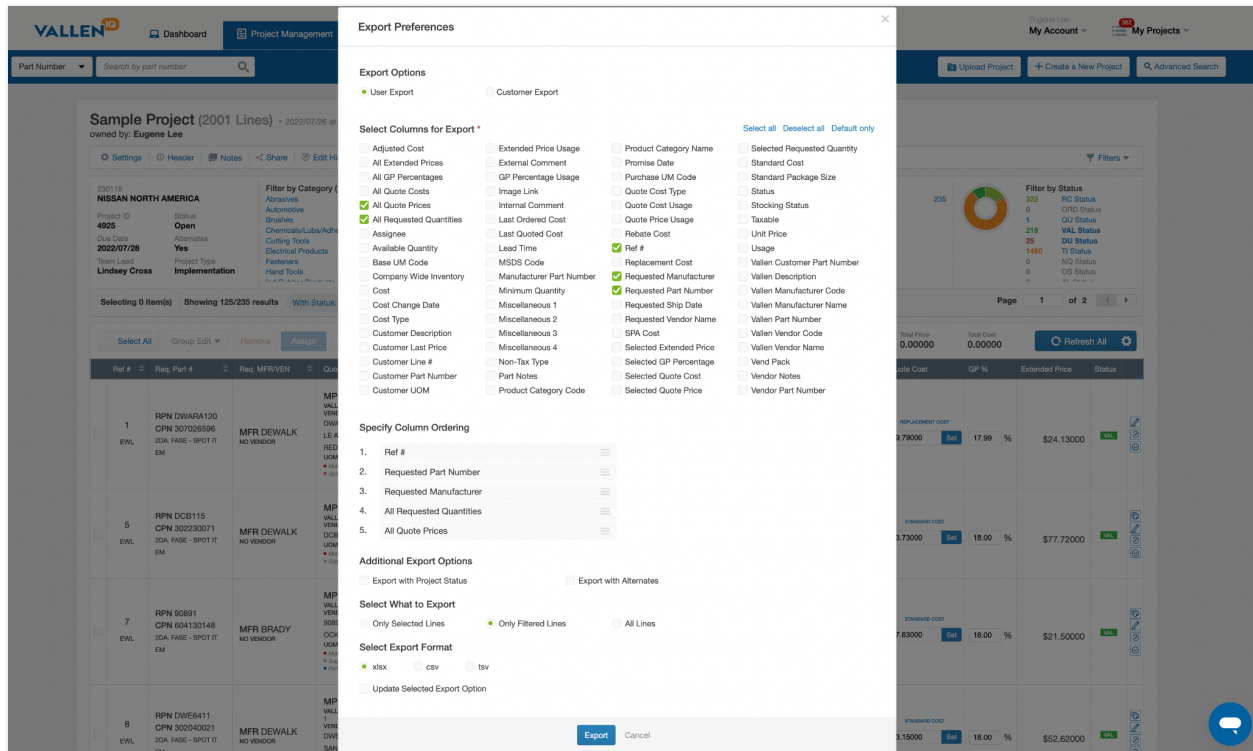 VALLEN IQ
Dashboard
Project Management
Eugene Lee
My Account
362
My Projects
Part Number
Search by part number
Upload Project
+ Create a New Project
Advanced Search
Sample Project (2001 Lines) • 2022/07/26 at
owned by: Eugene Lee
Settings Header Notes Share Edit Hi
Filters
230118
NISSAN NORTH AMERICA
Project ID Status
4925 Open
Due Date Alternates
2022/07/28 Yes
Team Lead Project Type
Lindsey Cross Implementation
Filter by Category (
Abrasives
Automotive
Brushes
Chemicals/Lubs/Adhe
Cutting Tools
Electrical Products
Fasteners
Hand Tools
235
Filter by Status
322 RC Status
0 ORD Status
1 QU Status
218 VAL Status
25 DU Status
1480 TI Status
0 NQ Status
0 OS Status
Selecting 0 item(s) Showing 125/235 results With Status:
Page 1 of 2
Select All Group Edit Remove Assign
Total Price Total Cost
0.00000 0.00000
Refresh All
Ref # Req. Part # Req. MFR/VEN Quo
uote Cost GP % Extended Price Status
1
EWL
RPN DWARA120
CPN 307026596
2DA. FASE - SPOT IT
EM
MFR DEWALK
NO VENDOR
REPLACEMENT COST
9.79000 Set 17.99 % $24.13000 VAL
5
EWL
RPN DCB115
CPN 302230071
2DA. FASE - SPOT IT
EM
MFR DEWALK
NO VENDOR
STANDARD COST
3.73000 Set 18.00 % $77.72000 VAL
7
EWL
RPN 90891
CPN 604130148
2DA. FASE - SPOT IT
EM
MFR BRADY
NO VENDOR
STANDARD COST
7.63000 Set 18.00 % $21.50000 VAL
8
EWL
RPN DWE6411
CPN 302040021
2DA. FASE - SPOT IT
MFR DEWALK
NO VENDOR
STANDARD COST
3.15000 Set 18.00 % $52.62000 VAL
Export Preferences
Export Options
User Export Customer Export
Select Columns for Export *
Select all Deselect all Default only
Adjusted Cost
All Extended Prices
All GP Percentages
All Quote Costs
All Quote Prices
All Requested Quantities
Assignee
Available Quantity
Base UM Code
Company Wide Inventory
Cost
Cost Change Date
Cost Type
Customer Description
Customer Last Price
Customer Line #
Customer Part Number
Customer UOM
Extended Price Usage
External Comment
GP Percentage Usage
Image Link
Internal Comment
Last Ordered Cost
Last Quoted Cost
Lead Time
MSDS Code
Manufacturer Part Number
Minimum Quantity
Miscellaneous 1
Miscellaneous 2
Miscellaneous 3
Miscellaneous 4
Non-Tax Type
Part Notes
Product Category Code
Product Category Name
Promise Date
Purchase UM Code
Quote Cost Type
Quote Cost Usage
Quote Price Usage
Rebate Cost
Ref #
Replacement Cost
Requested Manufacturer
Requested Part Number
Requested Ship Date
Requested Vendor Name
SPA Cost
Selected Extended Price
Selected GP Percentage
Selected Quote Cost
Selected Quote Price
Selected Requested Quantity
Standard Cost
Standard Package Size
Status
Stocking Status
Taxable
Unit Price
Usage
Vallen Customer Part Number
Vallen Description
Vallen Manufacturer Code
Vallen Manufacturer Name
Vallen Part Number
Vallen Vendor Code
Vallen Vendor Name
Vend Pack
Vendor Notes
Vendor Part Number
Specify Column Ordering
1. Ref #
2. Requested Part Number
3. Requested Manufacturer
4. All Requested Quantities
5. All Quote Prices
Additional Export Options
Export with Project Status Export with Alternates
Select What to Export
Only Selected Lines Only Filtered Lines All Lines
Select Export Format
xlsx csv tsv
Update Selected Export Option
Export Cancel